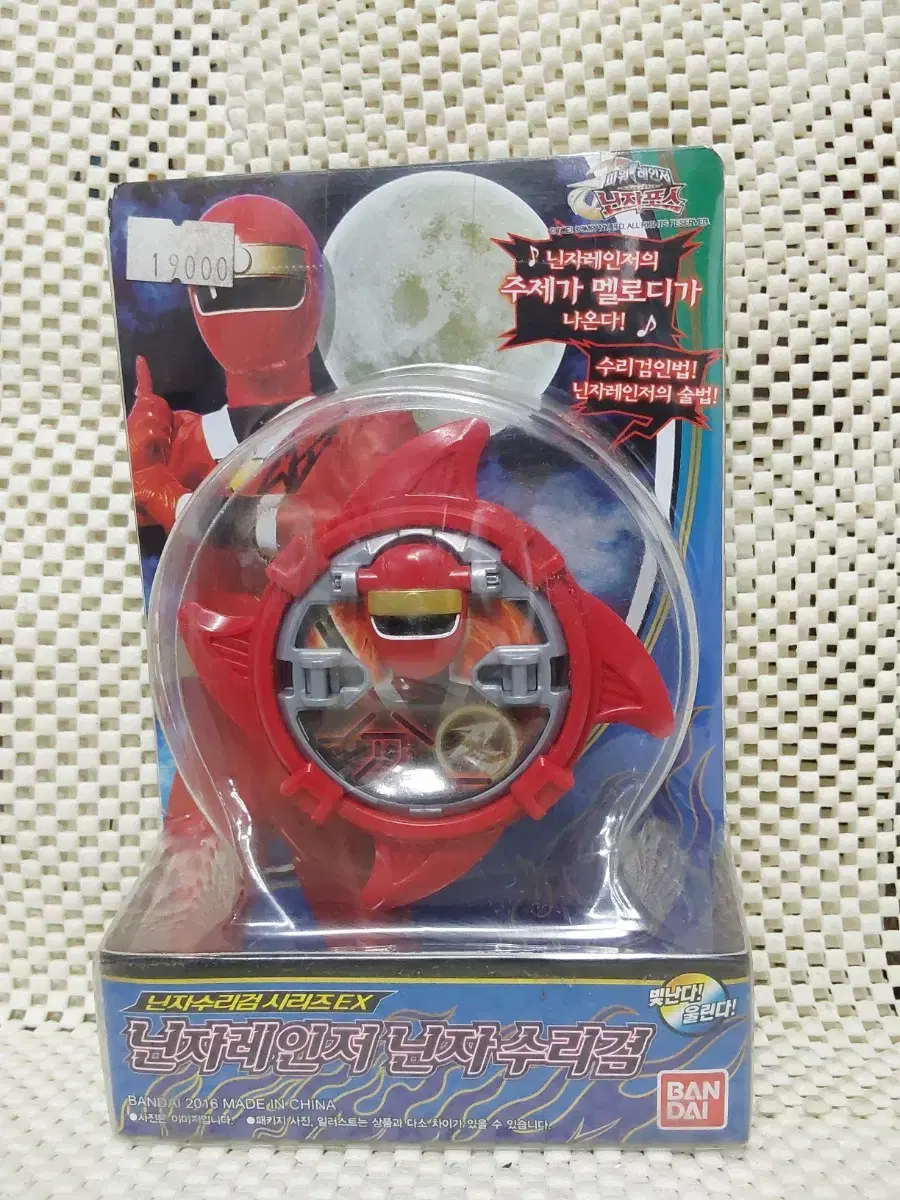 19000
파워레인저
닌자포스
♪ 닌자레인저의
주제가 멜로디가
나온다! ♪
수리검인법!
닌자레인저의 술법!
닌자수리검 시리즈 EX
닌자레인저 닌자 수리검
빛난다!
울린다!
BANDAI 2016 MADE IN CHINA
●사진은 이미지입니다. ●패키지 사진, 일러스트는 상품과 다소 차이가 있을 수 있습니다.
BAN
DAI